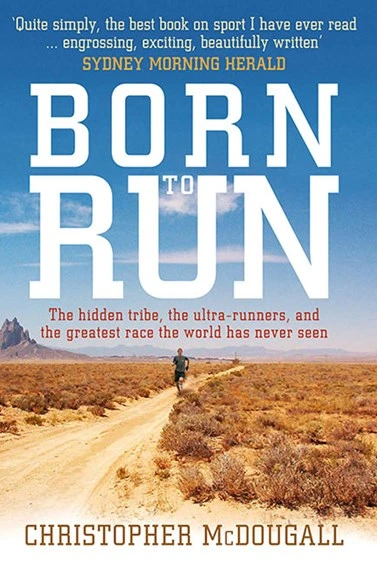 ‘Quite simply, the best book on sport I have ever read
... engrossing, exciting, beautifully written’
SYDNEY MORNING HERALD
BORN
TO
RUN
The hidden tribe, the ultra-runners, and
the greatest race the world has never seen
CHRISTOPHER McDOUGALL